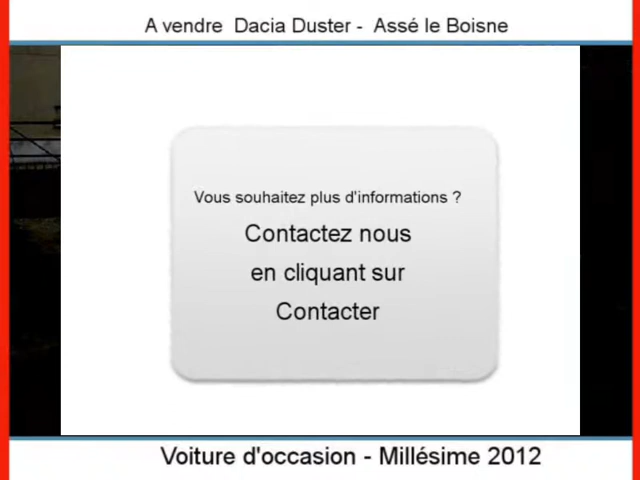 A vendre Dacia Duster - Assé le Boisne
Vous souhaitez plus d'informations ?
Contactez nous
en cliquant sur
Contacter
Voiture d'occasion - Millésime 2012